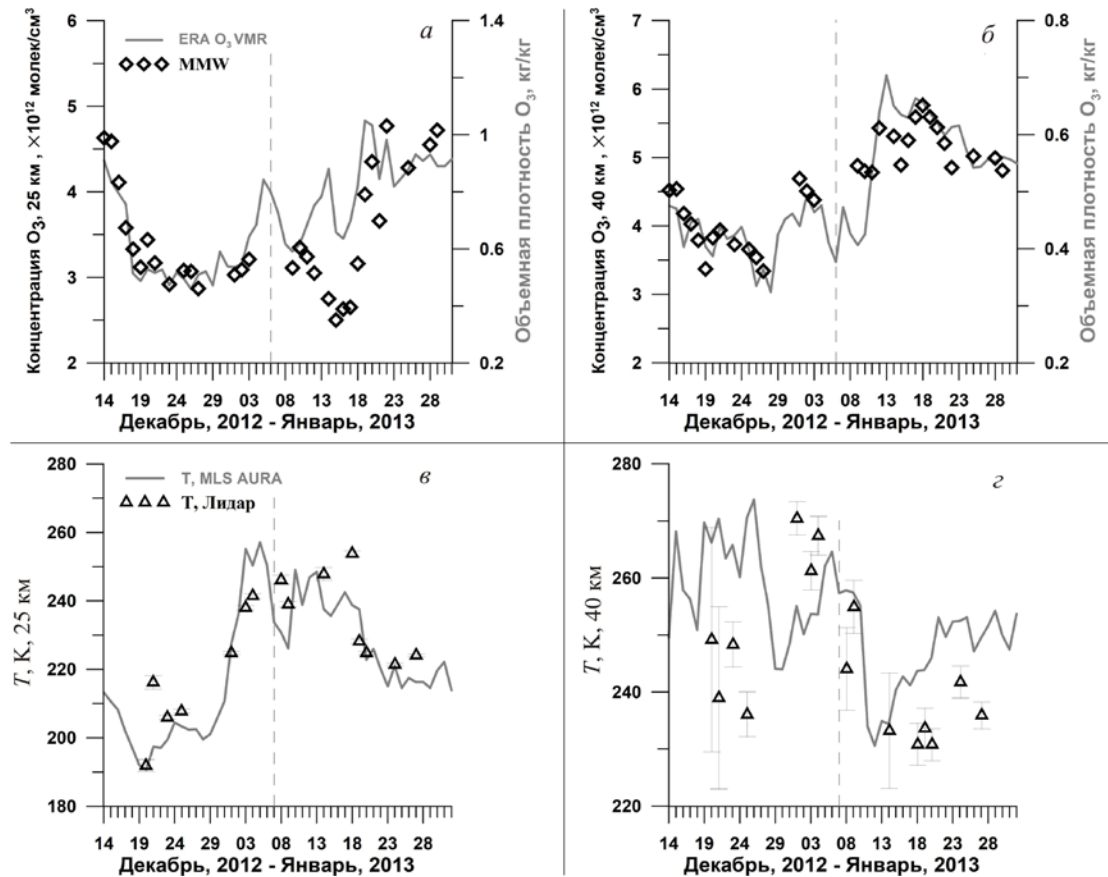 а
ERA O₃ VMR
MMW
Концентрация O₃, 25 км , ×10¹² молек/см³
6
5
4
3
2
1.4
1
0.6
0.2
Объемная плотность O₃, кг/кг
14 19 24 29 03 08 13 18 23 28
Декабрь, 2012 - Январь, 2013
б
Концентрация O₃, 40 км , ×10¹² молек/см³
7
6
5
4
3
2
0.8
0.6
0.4
0.2
Объемная плотность O₃, кг/кг
14 19 24 29 03 08 13 18 23 28
Декабрь, 2012 - Январь, 2013
в
T, MLS AURA
Т, Лидар
T, К, 25 км
280
260
240
220
200
180
14 19 24 29 03 08 13 18 23 28
Декабрь, 2012 - Январь, 2013
г
T, К, 40 км
280
260
240
220
14 19 24 29 03 08 13 18 23 28
Декабрь, 2012 - Январь, 2013